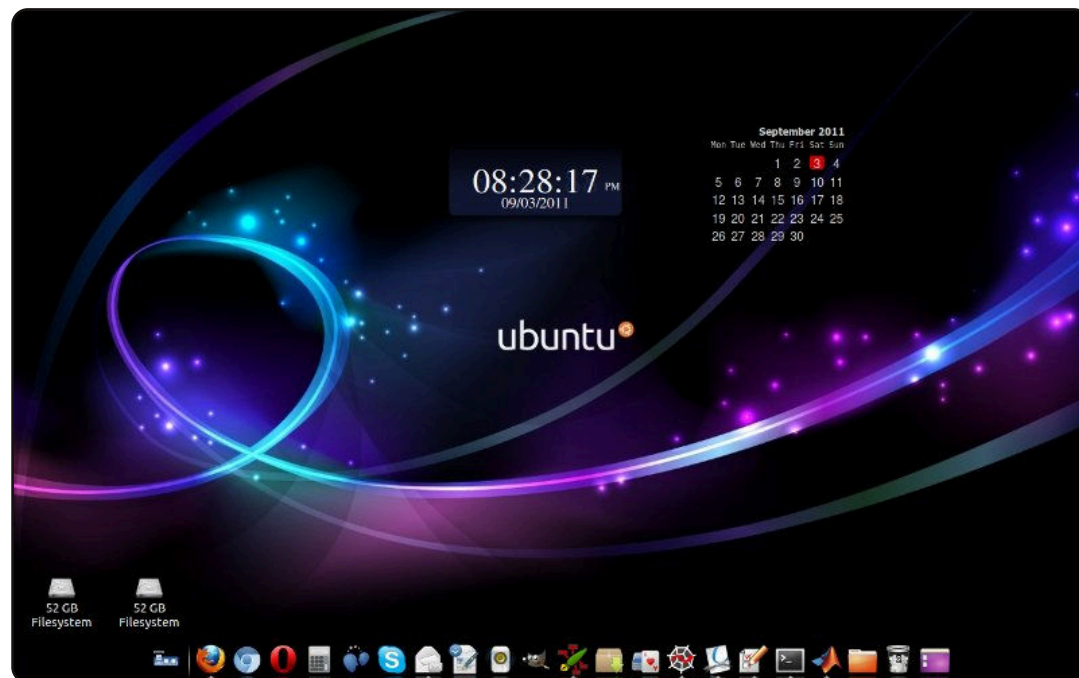 September 2011
Mon Tue Wed Thu Fri Sat Sun
1 2 3 4
5 6 7 8 9 10 11
12 13 14 15 16 17 18
19 20 21 22 23 24 25
26 27 28 29 30
08:28:17 PM
09/03/2011
ubuntu
52 GB
Filesystem
52 GB
Filesystem